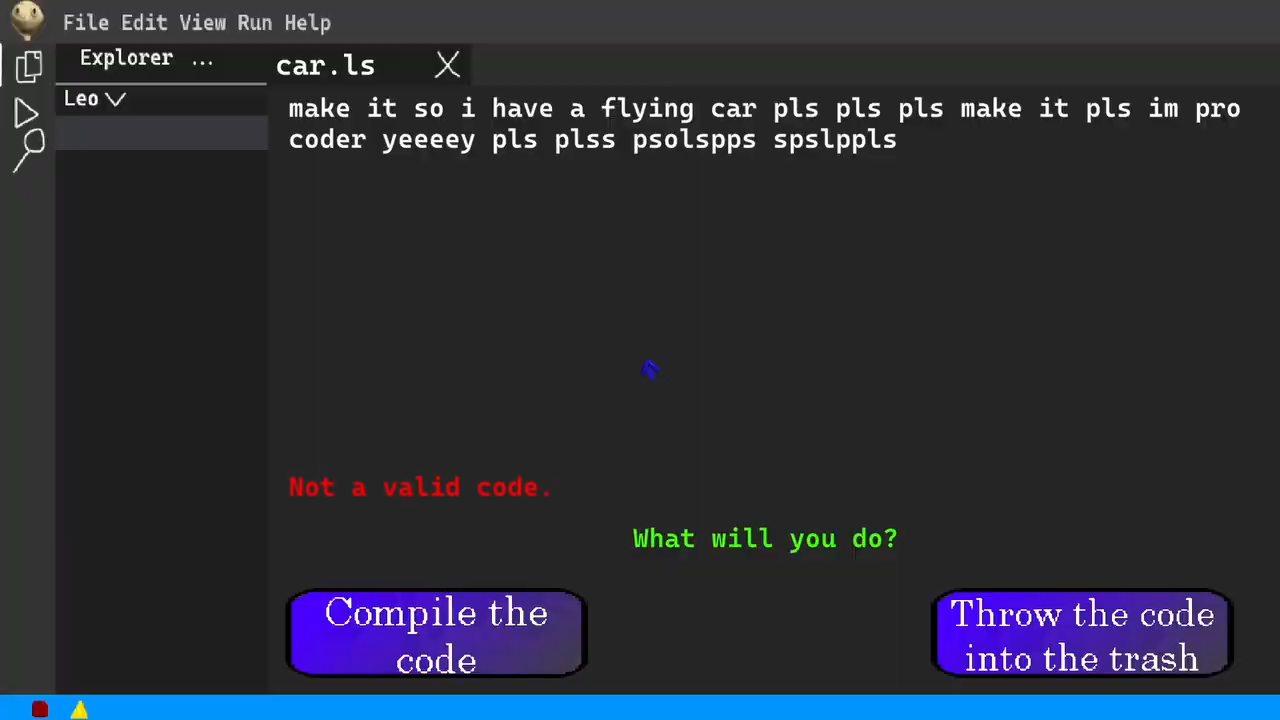 File Edit View Run Help
Explorer ...
car.ls
Leo
make it so i have a flying car pls pls pls make it pls im pro
coder yeeeey pls plss psolspps spslppls
Not a valid code.
What will you do?
Compile the
code
Throw the code
into the trash